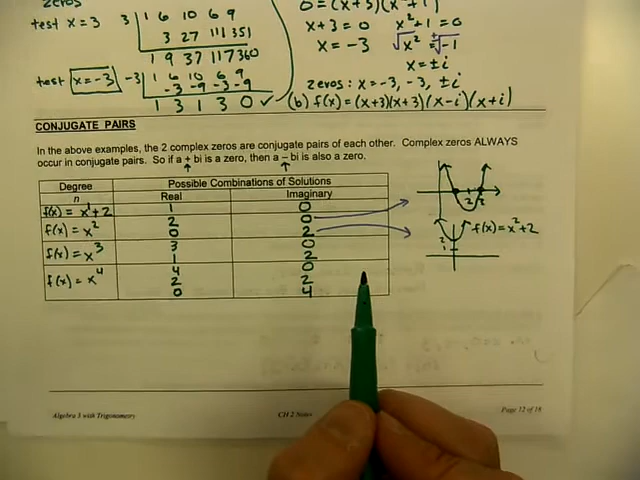 zeros
test x = 3
3 1 6 10 6 9
3 27 111 351
1 9 37 117 360
test x = -3
-3 1 6 10 6 9
-3 -9 -3 -9
1 3 1 3 0 ✓
x+3 = 0 x²+1 = 0
x = -3 √x² = ±√-1
x = ±i
zeros: x = -3, -3, ±i
(b) f(x) = (x+3)(x+3)(x-i)(x+i)
CONJUGATE PAIRS
In the above examples, the 2 complex zeros are conjugate pairs of each other. Complex zeros ALWAYS
occur in conjugate pairs. So if a + bi is a zero, then a – bi is also a zero.
Degree
n
Possible Combinations of Solutions
Real Imaginary
f(x) = x¹+2 1 0
f(x) = x² 2 0
0 2
f(x) = x³ 3 0
1 2
f(x) = x⁴ 4 0
2 2
0 4
f(x) = x²+2
2
1
Algebra 3 with Trigonometry
CH 2 Notes
Page 12 of 16